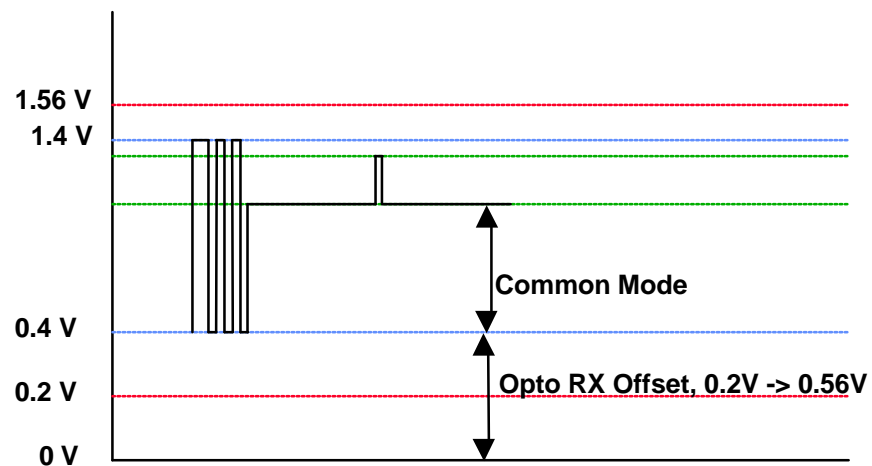 1.56 V
1.4 V
Common Mode
0.4 V
Opto RX Offset, 0.2V -> 0.56V
0.2 V
0 V